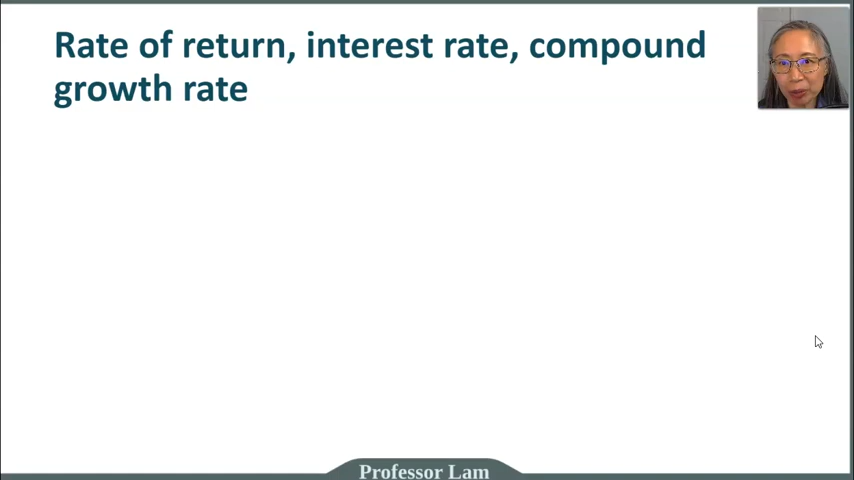 Rate of return, interest rate, compound
growth rate
Professor Lam